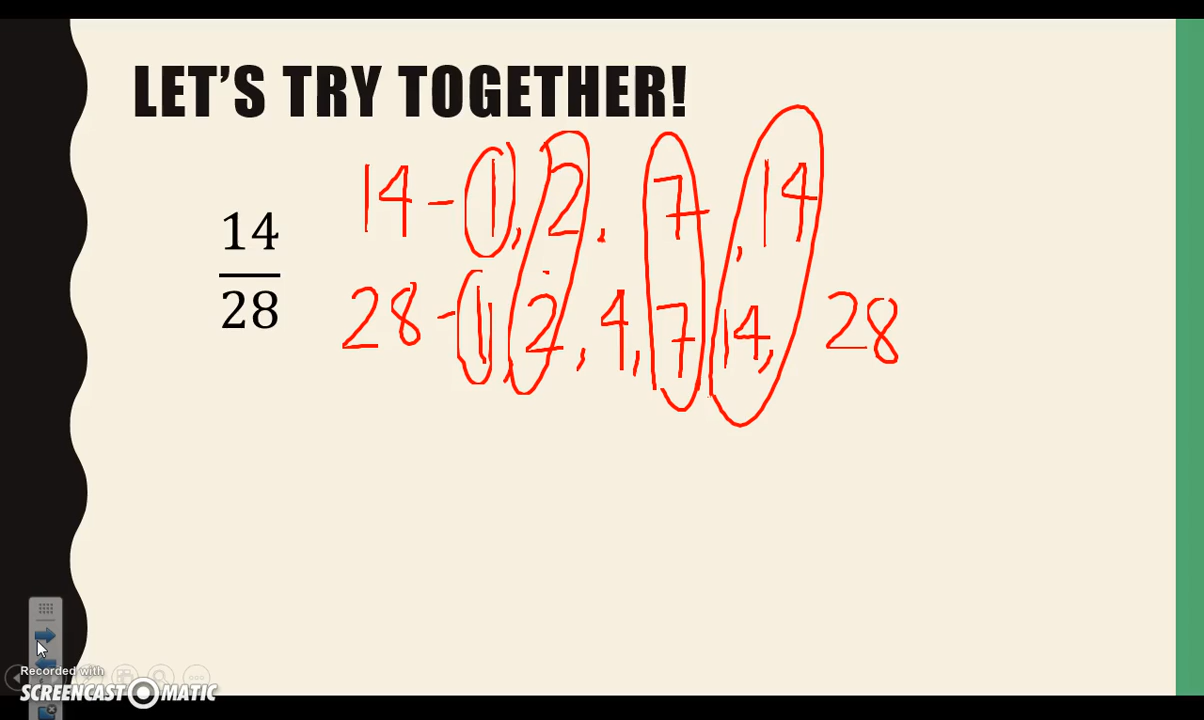 LET'S TRY TOGETHER!
14 - 1, 2, 7, 14
14
28
28 - 1, 2, 4, 7 14, 28
Recorded with
SCREENCAST MATIC